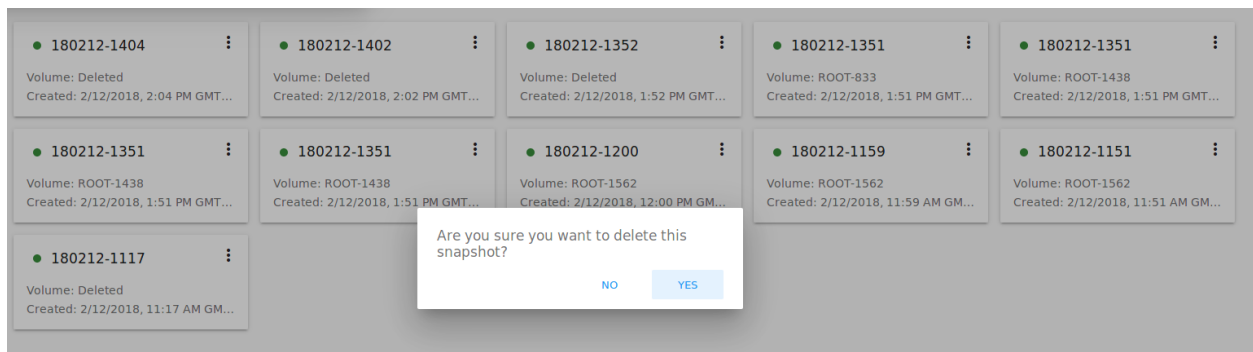 180212-1404
Volume: Deleted
Created: 2/12/2018, 2:04 PM GMT...
180212-1402
Volume: Deleted
Created: 2/12/2018, 2:02 PM GMT...
180212-1352
Volume: Deleted
Created: 2/12/2018, 1:52 PM GMT...
180212-1351
Volume: ROOT-833
Created: 2/12/2018, 1:51 PM GMT...
180212-1351
Volume: ROOT-1438
Created: 2/12/2018, 1:51 PM GMT...
180212-1351
Volume: ROOT-1438
Created: 2/12/2018, 1:51 PM GMT...
180212-1351
Volume: ROOT-1438
Created: 2/12/2018, 1:51 PM GMT...
180212-1200
Volume: ROOT-1562
Created: 2/12/2018, 12:00 PM GM...
180212-1159
Volume: ROOT-1562
Created: 2/12/2018, 11:59 AM GM...
180212-1151
Volume: ROOT-1562
Created: 2/12/2018, 11:51 AM GM...
180212-1117
Volume: Deleted
Created: 2/12/2018, 11:17 AM GM...
Are you sure you want to delete this
snapshot?
NO YES